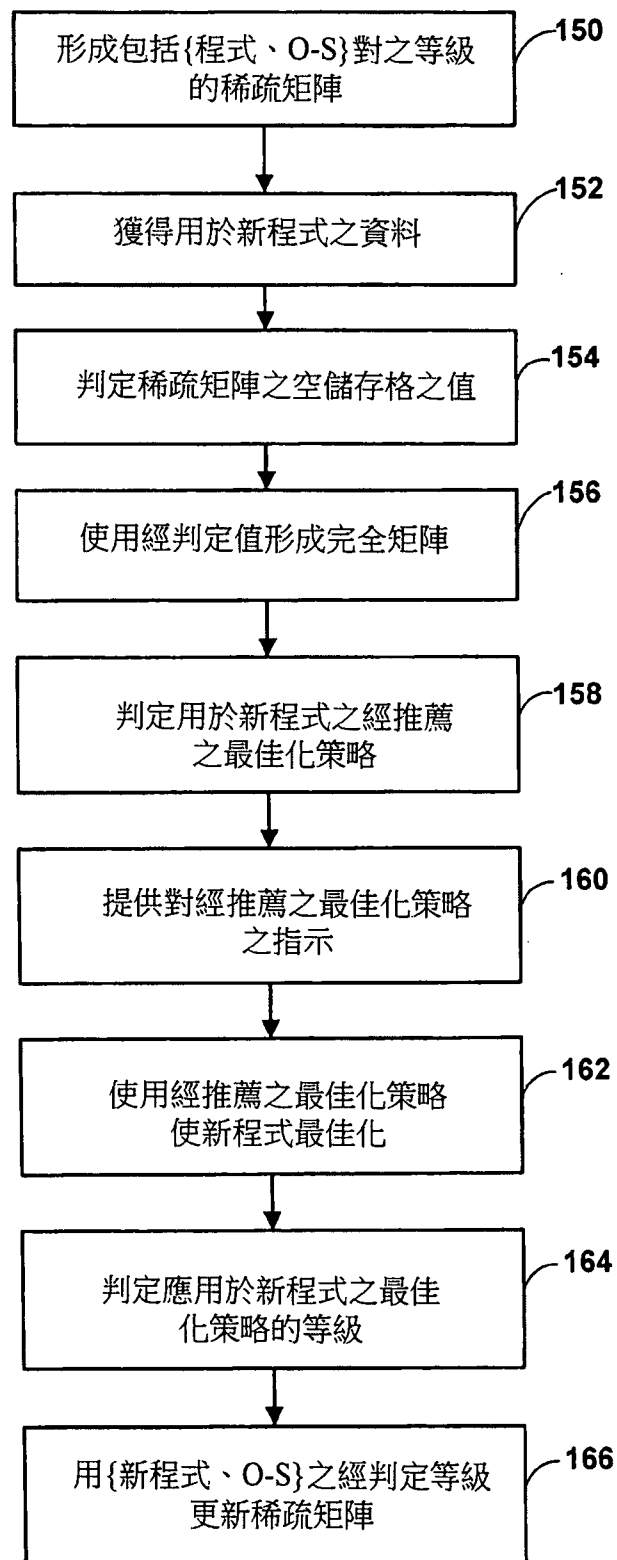 形成包括{程式、O-S}對之等級
的稀疏矩陣
150
獲得用於新程式之資料
152
判定稀疏矩陣之空儲存格之值
154
使用經判定值形成完全矩陣
156
判定用於新程式之經推薦
之最佳化策略
158
提供對經推薦之最佳化策略
之指示
160
使用經推薦之最佳化策略
使新程式最佳化
162
判定應用於新程式之最佳
化策略的等級
164
用{新程式、O-S}之經判定等級
更新稀疏矩陣
166